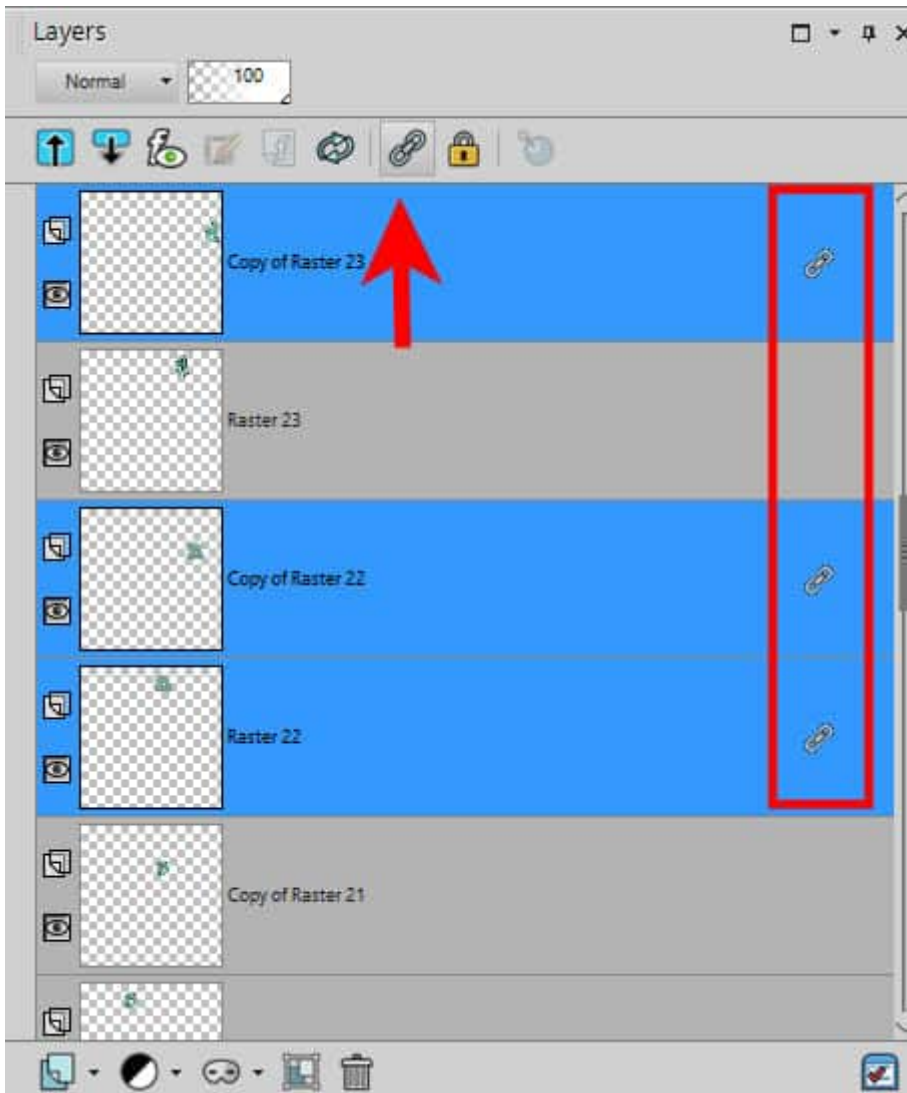 Layers
Normal
100
Copy of Raster 23
Raster 23
Copy of Raster 22
Raster 22
Copy of Raster 21